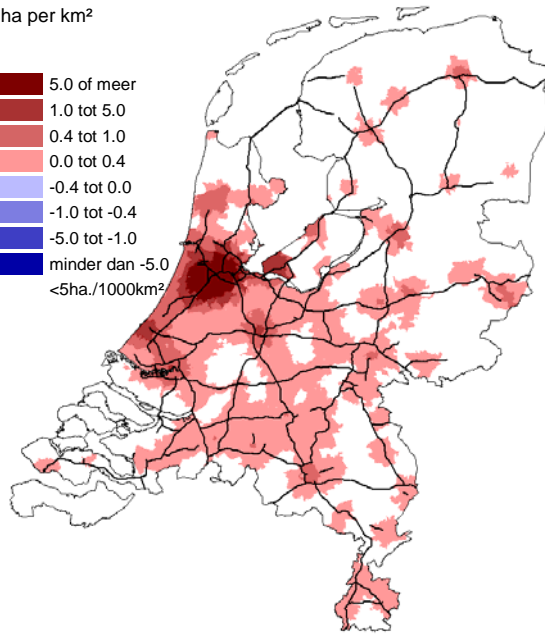 ha per km²
5.0 of meer
1.0 tot 5.0
0.4 tot 1.0
0.0 tot 0.4
-0.4 tot 0.0
-1.0 tot -0.4
-5.0 tot -1.0
minder dan -5.0
<5ha./1000km²